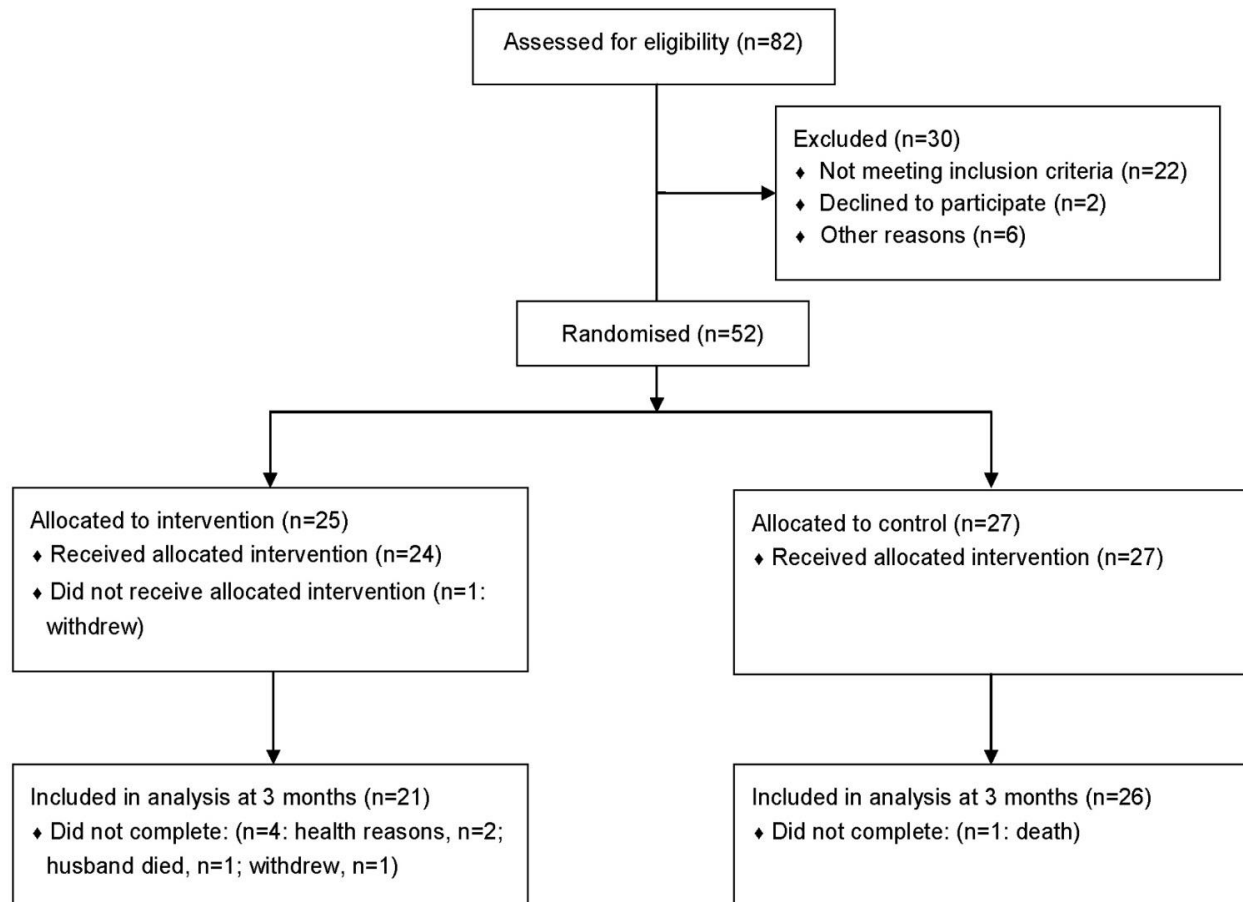 Assessed for eligibility (n=82)
Excluded (n=30)
♦ Not meeting inclusion criteria (n=22)
♦ Declined to participate (n=2)
♦ Other reasons (n=6)
Randomised (n=52)
Allocated to intervention (n=25)
♦ Received allocated intervention (n=24)
♦ Did not receive allocated intervention (n=1:
withdrew)
Allocated to control (n=27)
♦ Received allocated intervention (n=27)
Included in analysis at 3 months (n=21)
♦ Did not complete: (n=4: health reasons, n=2;
husband died, n=1; withdrew, n=1)
Included in analysis at 3 months (n=26)
♦ Did not complete: (n=1: death)